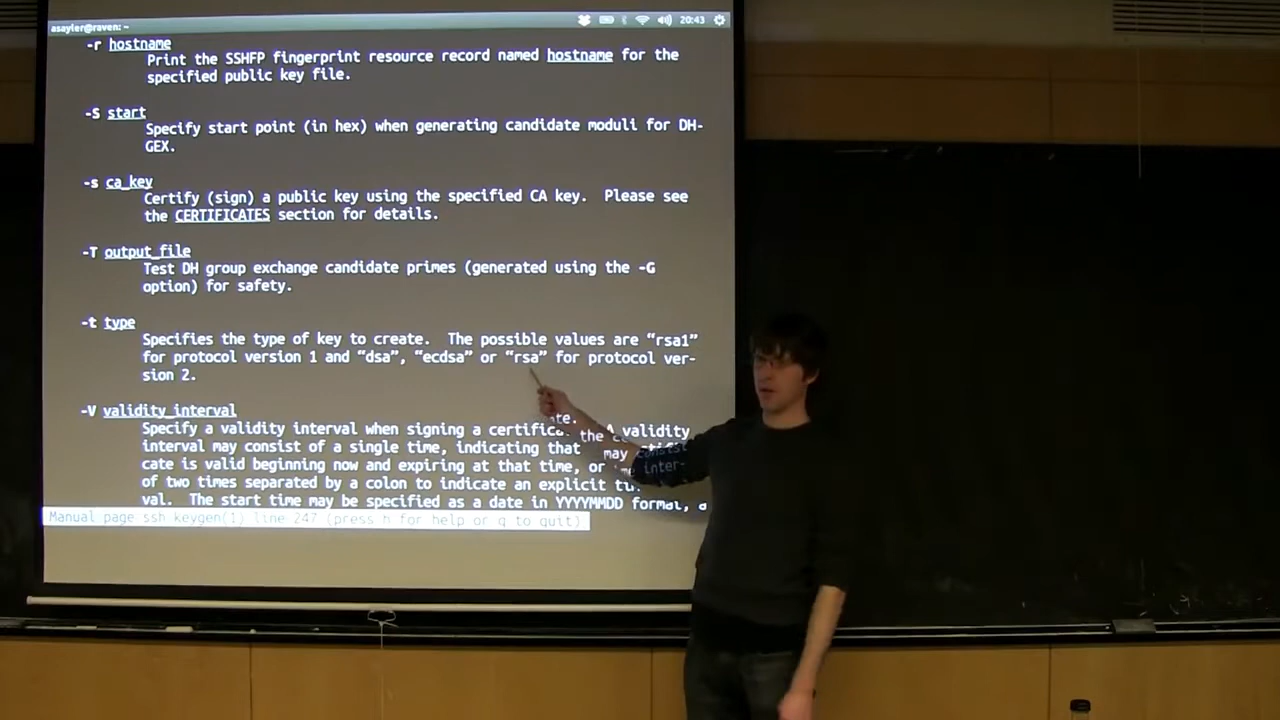 asayler@raven: ~
20:43
-r hostname
Print the SSHFP fingerprint resource record named hostname for the
specified public key file.
-S start
Specify start point (in hex) when generating candidate moduli for DH-
GEX.
-s ca_key
Certify (sign) a public key using the specified CA key. Please see
the CERTIFICATES section for details.
-T output_file
Test DH group exchange candidate primes (generated using the -G
option) for safety.
-t type
Specifies the type of key to create. The possible values are “rsa1”
for protocol version 1 and “dsa”, “ecdsa” or “rsa” for protocol ver-
sion 2.
-V validity_interval
Specify a validity interval when signing a certificate. A validity
interval may consist of a single time, indicating that the
cate is valid beginning now and expiring at that time, or may consist
of two times separated by a colon to indicate an explicit inter-
val. The start time may be specified as a date in YYYYMMDD format, a
Manual page ssh-keygen(1) line 247 (press h for help or q to quit)